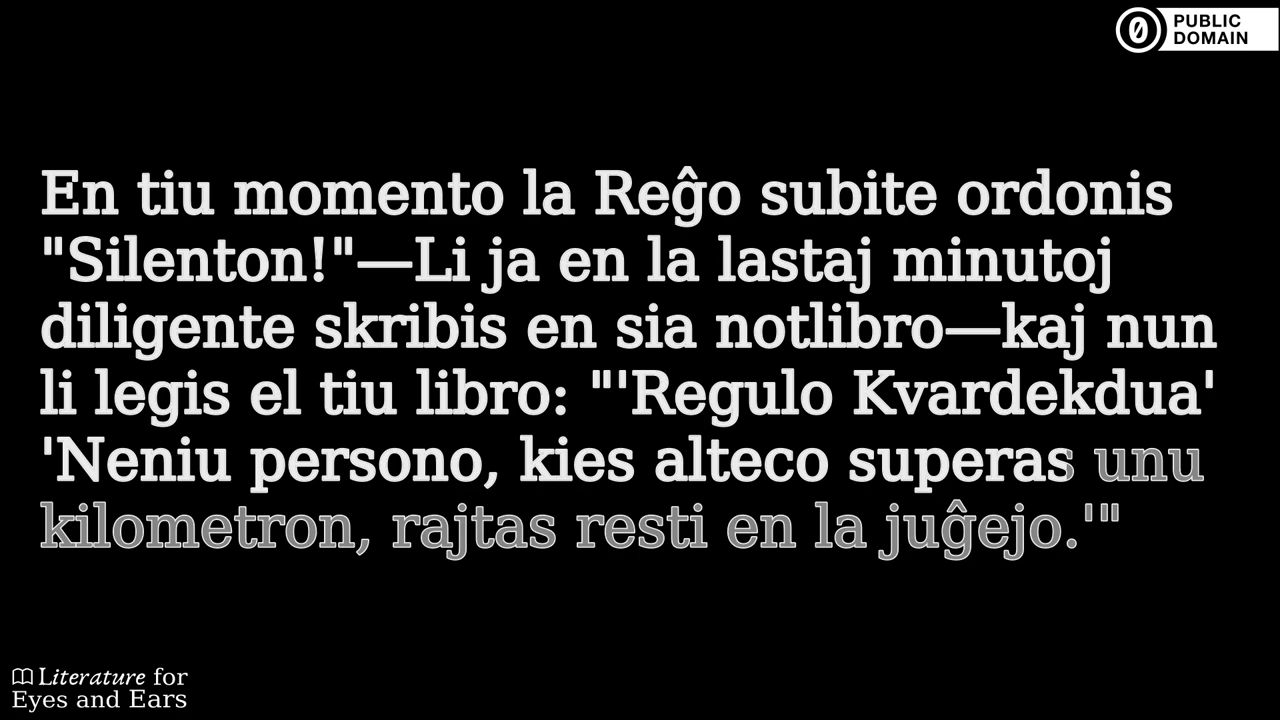 PUBLIC
DOMAIN
En tiu momento la Reĝo subite ordonis
"Silenton!"—Li ja en la lastaj minutoj
diligente skribis en sia notlibro—kaj nun
li legis el tiu libro: "'Regulo Kvardekdua'
'Neniu persono, kies alteco superas unu
kilometron, rajtas resti en la juĝejo.'"
Literature for
Eyes and Ears